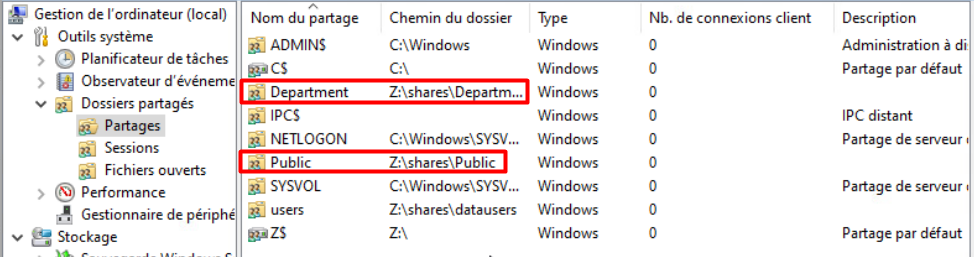 Gestion de l'ordinateur (local)
Outils système
Planificateur de tâches
Observateur d'événeme
Dossiers partagés
Partages
Sessions
Fichiers ouverts
Performance
Gestionnaire de périphé
Stockage
Sauvegarde Windows S
Nom du partage Chemin du dossier Type Nb. de connexions client Description
ADMIN$ C:\Windows Windows 0 Administration à di
C$ C:\ Windows 0 Partage par défaut
Department Z:\shares\Departm... Windows 0
IPC$ Windows 0 IPC distant
NETLOGON C:\Windows\SYSV... Windows 0 Partage de serveur
Public Z:\shares\Public Windows 0
SYSVOL C:\Windows\SYSV... Windows 0 Partage de serveur
users Z:\shares\datausers Windows 0
Z$ Z:\ Windows 0 Partage par défaut